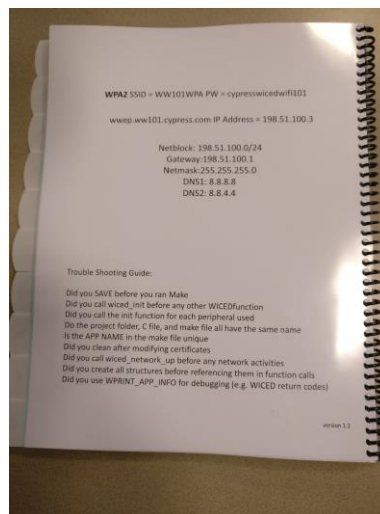 WPA2 SSID = WW101WPA PW = cypresswicedwifi101
wwep.ww101.cypress.com IP Address = 198.51.100.3
Netblock: 198.51.100.0/24
Gateway:198.51.100.1
Netmask:255.255.255.0
DNS1: 8.8.8.8
DNS2: 8.8.4.4
Trouble Shooting Guide:
Did you SAVE before you ran Make
Did you call wiced_init before any other WICEDfunction
Did you call the init function for each peripheral used
Do the project folder, C file, and make file all have the same name
Is the APP NAME in the make file unique
Did you clean after modifying certificates
Did you call wiced_network_up before any network activities
Did you create all structures before referencing them in function calls
Did you use WPRINT_APP_INFO for debugging (e.g. WICED return codes)
version 1.2